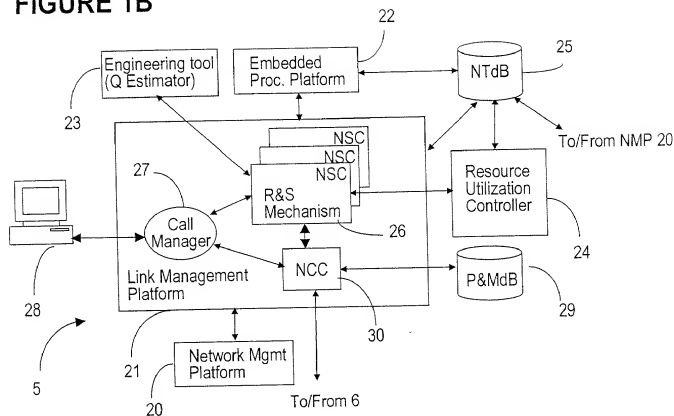 FIGURE 1B
22
Engineering tool
(Q Estimator)
Embedded
Proc. Platform
NTdB
25
23
NSC
NSC
NSC
To/From NMP 20
27
R&S
Mechanism
Resource
Utilization
Controller
Call
Manager
26
24
NCC
P&MdB
Link Management
Platform
28
30
29
21
Network Mgmt
Platform
5
20
To/From 6